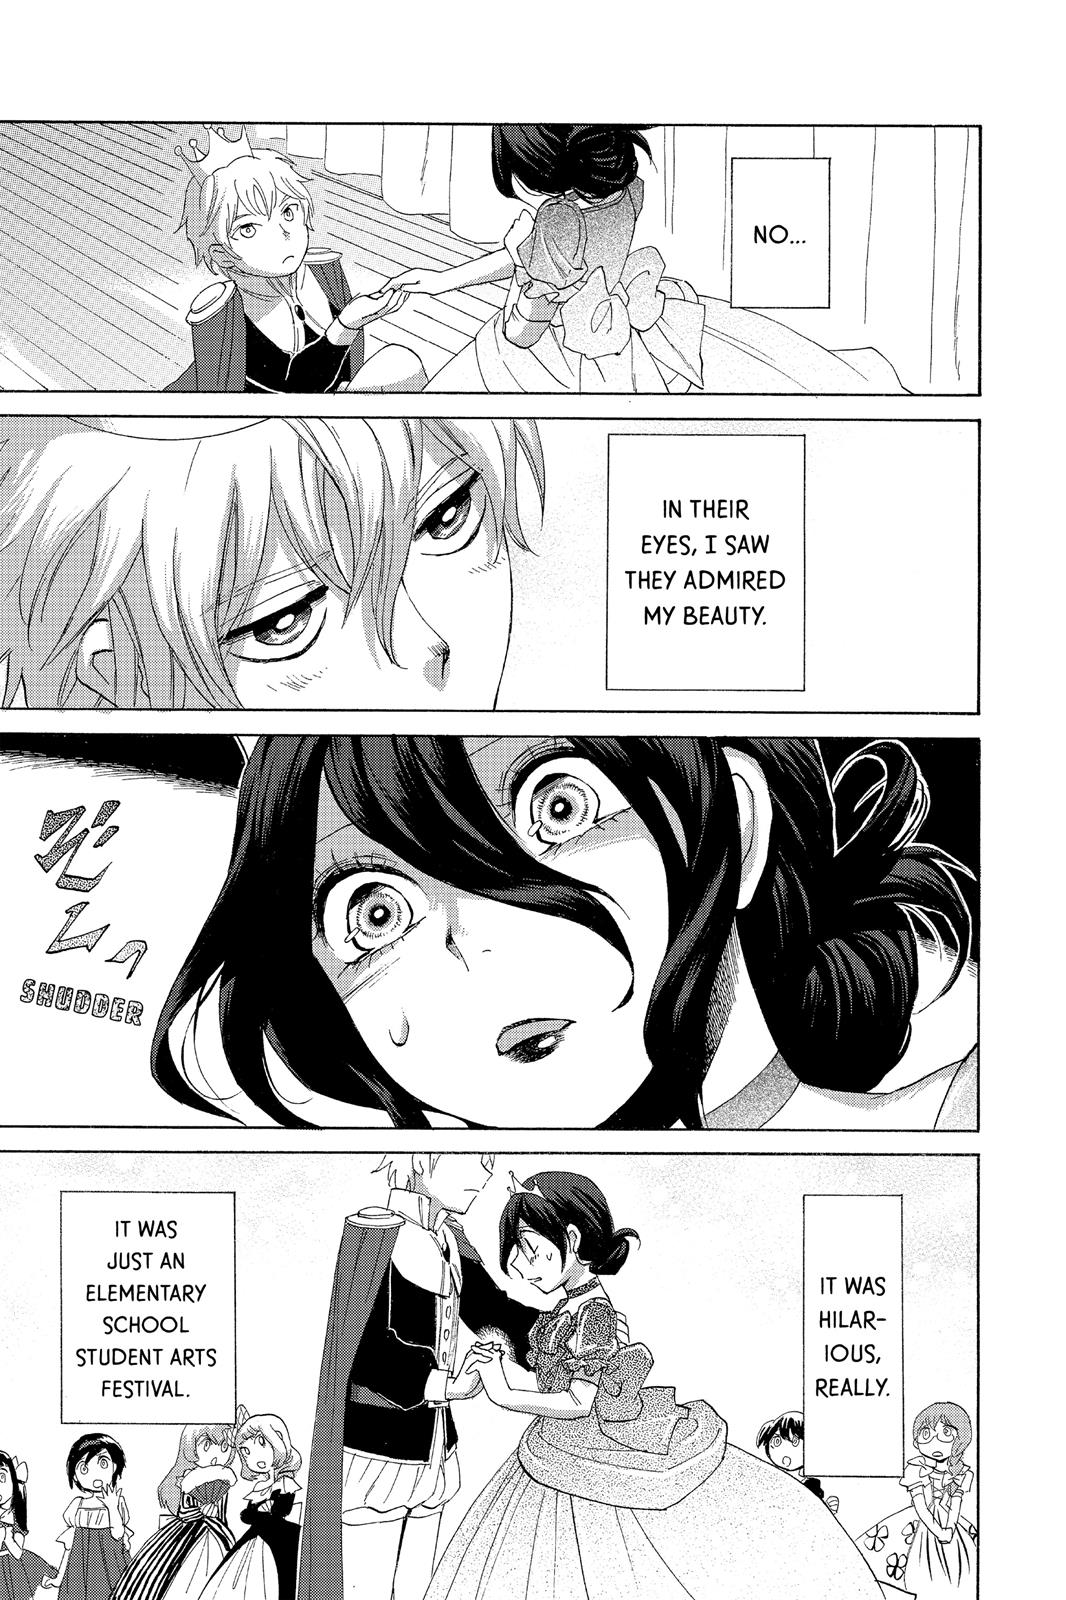 NO...
IN THEIR
EYES, I SAW
THEY ADMIRED
MY BEAUTY.
SHUDDER
IT WAS
HILAR-
IOUS,
REALLY.
IT WAS
JUST AN
ELEMENTARY
SCHOOL
STUDENT ARTS
FESTIVAL.